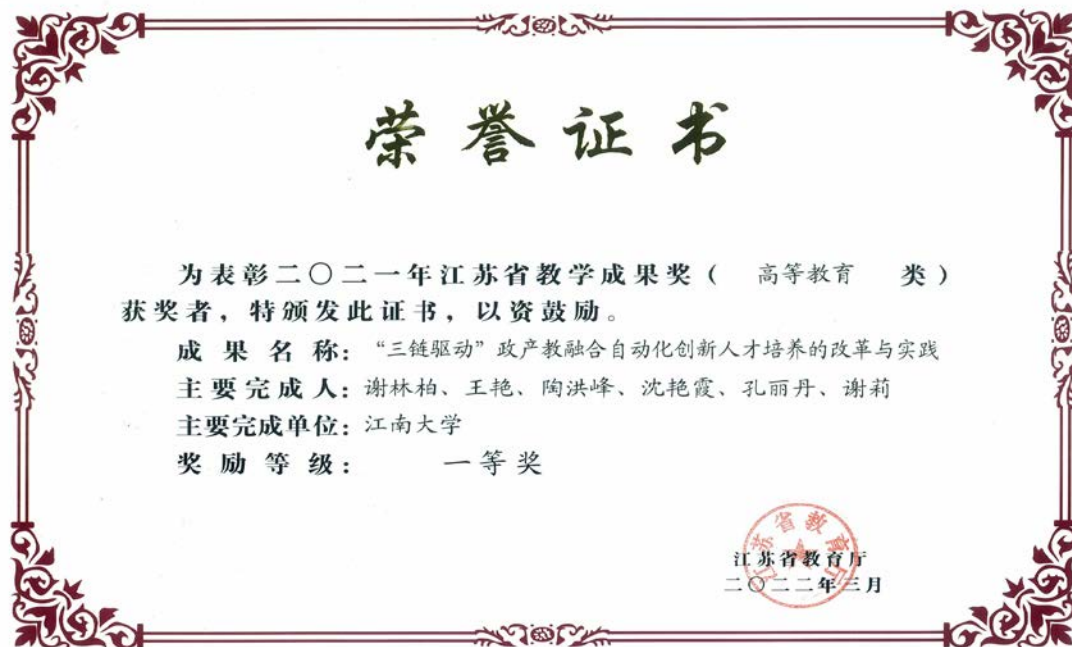 荣誉证书
为表彰二〇二一年江苏省教学成果奖（ 高等教育 类）
获奖者，特颁发此证书，以资鼓励。
成果名称：“三链驱动”政产教融合自动化创新人才培养的改革与实践
主要完成人：谢林柏、王艳、陶洪峰、沈艳霞、孔丽丹、谢莉
主要完成单位：江南大学
奖励等级： 一等奖
江苏省教育厅
江苏省教育厅
二〇二二年三月